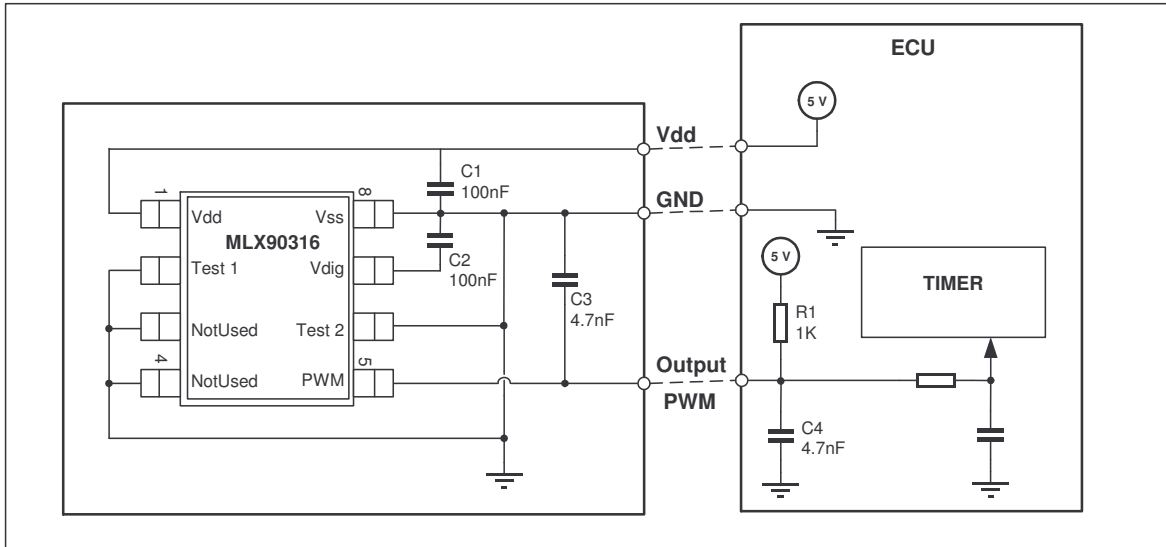 ECU
5 V
Vdd
C1
100nF
GND
1
8
Vdd
Vss
MLX90316
C2
100nF
Test 1
Vdig
5 V
TIMER
C3
4.7nF
R1
1K
NotUsed
Test 2
4
5
NotUsed
PWM
Output
PWM
C4
4.7nF